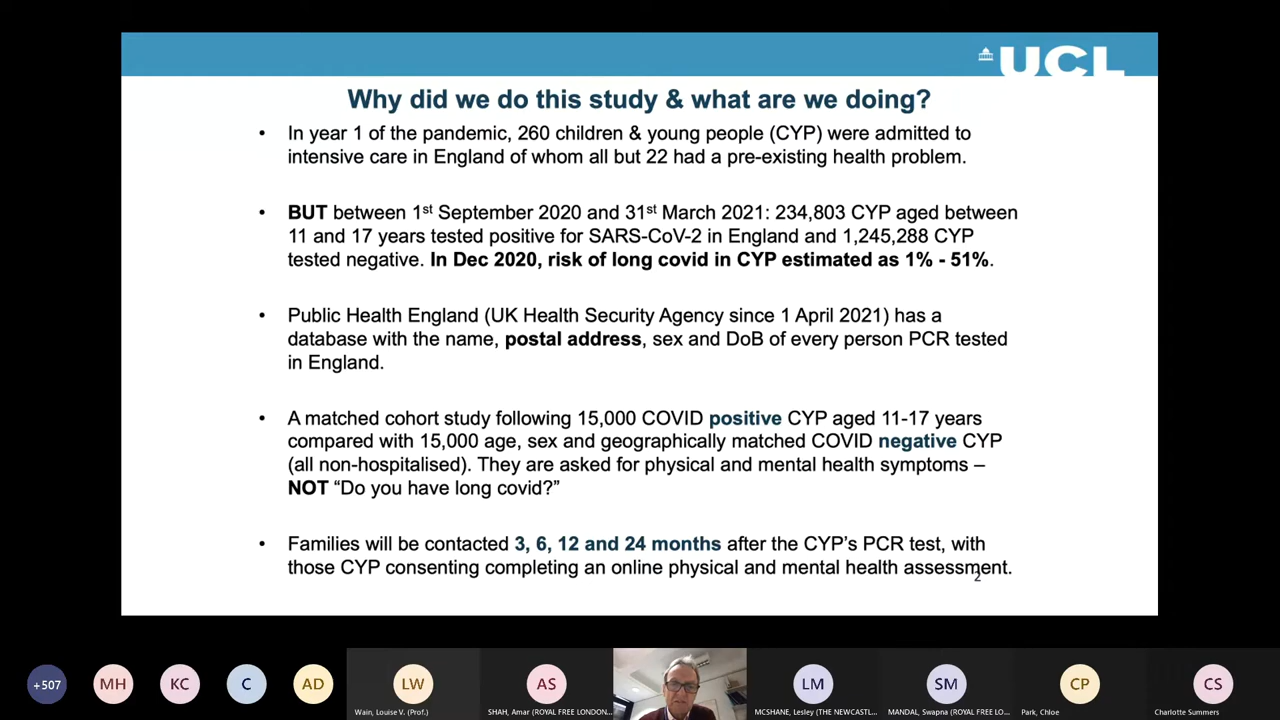 UCL
Why did we do this study & what are we doing?
• In year 1 of the pandemic, 260 children & young people (CYP) were admitted to
intensive care in England of whom all but 22 had a pre-existing health problem.
• BUT between 1st September 2020 and 31st March 2021: 234,803 CYP aged between
11 and 17 years tested positive for SARS-CoV-2 in England and 1,245,288 CYP
tested negative. In Dec 2020, risk of long covid in CYP estimated as 1% - 51%.
• Public Health England (UK Health Security Agency since 1 April 2021) has a
database with the name, postal address, sex and DoB of every person PCR tested
in England.
• A matched cohort study following 15,000 COVID positive CYP aged 11-17 years
compared with 15,000 age, sex and geographically matched COVID negative CYP
(all non-hospitalised). They are asked for physical and mental health symptoms –
NOT “Do you have long covid?”
• Families will be contacted 3, 6, 12 and 24 months after the CYP’s PCR test, with
those CYP consenting completing an online physical and mental health assessment.
2
+507 MH KC C AD LW AS LM SM CP CS
Wain, Louise V. (Prof.) SHAH, Amar (ROYAL FREE LONDON... MCSHANE, Lesley (THE NEWCASTL... MANDAL, Swapna (ROYAL FREE LO... Park, Chloe Charlotte Summers